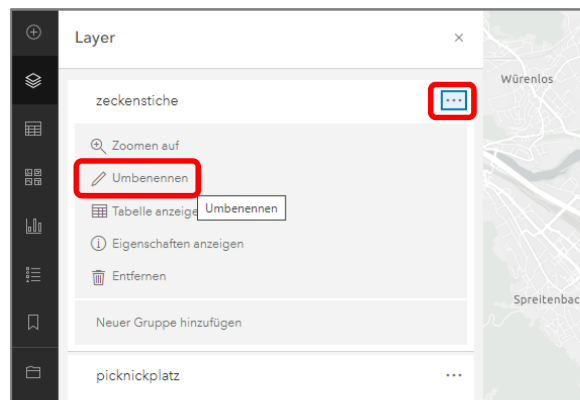 Layer
Würenlos
zeckenstiche
Zoomen auf
Umbenennen
Tabelle anzeige
Umbenennen
Eigenschaften anzeigen
Entfernen
Spreitenbac
Neuer Gruppe hinzufügen
picknickplatz